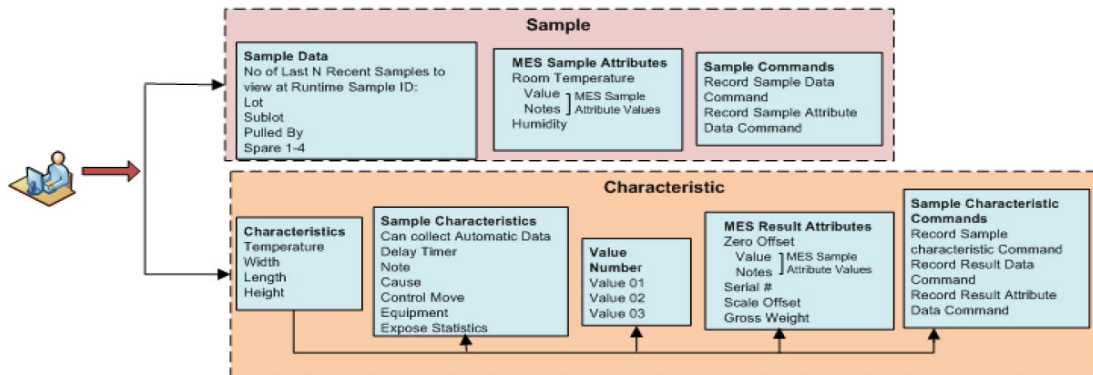 Sample
Sample Data
No of Last N Recent Samples to
view at Runtime Sample ID:
Lot
Sublot
Pulled By
Spare 1-4
MES Sample Attributes
Room Temperature
Value
Notes
MES Sample
Attribute Values
Humidity
Sample Commands
Record Sample Data
Command
Record Sample Attribute
Data Command
Characteristic
Characteristics
Temperature
Width
Length
Height
Sample Characteristics
Can collect Automatic Data
Delay Timer
Note
Cause
Control Move
Equipment
Expose Statistics
Value
Number
Value 01
Value 02
Value 03
MES Result Attributes
Zero Offset
Value
Notes
MES Sample
Attribute Values
Serial #
Scale Offset
Gross Weight
Sample Characteristic
Commands
Record Sample
characteristic Command
Record Result Data
Command
Record Result Attribute
Data Command